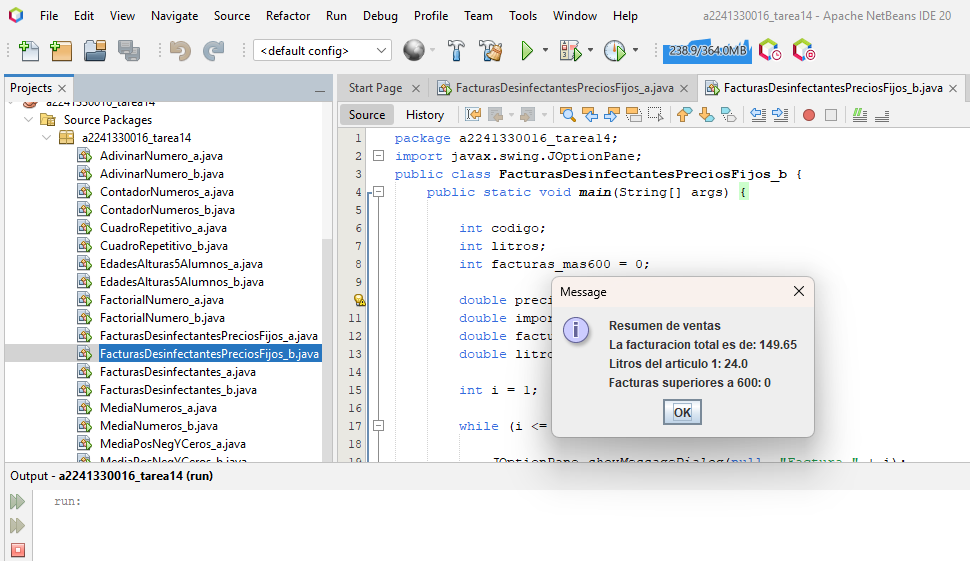 File Edit View Navigate Source Refactor Run Debug Profile Team Tools Window Help a2241330016_tarea14 - Apache NetBeans IDE 20
<default config> 238.9/364.0MB
Projects
Start Page FacturasDesinfectantesPreciosFijos_a.java FacturasDesinfectantesPreciosFijos_b.java
Source History
a2241330016_tarea14
Source Packages
a2241330016_tarea14
AdivinarNumero_a.java
AdivinarNumero_b.java
ContadorNumeros_a.java
ContadorNumeros_b.java
CuadroRepetitivo_a.java
CuadroRepetitivo_b.java
EdadesAlturas5Alumnos_a.java
EdadesAlturas5Alumnos_b.java
FactorialNumero_a.java
FactorialNumero_b.java
FacturasDesinfectantesPreciosFijos_a.java
FacturasDesinfectantesPreciosFijos_b.java
FacturasDesinfectantes_a.java
FacturasDesinfectantes_b.java
MediaNumeros_a.java
MediaNumeros_b.java
MediaPosNegYCeros_a.java
MediaPosNegYCeros_b.java
1 package a2241330016_tarea14;
2 import javax.swing.JOptionPane;
3 public class FacturasDesinfectantesPreciosFijos_b {
4 public static void main(String[] args) {
5
6 int codigo;
7 int litros;
8 int facturas_mas600 = 0;
9
double preci
11 double impor
12 double factu
13 double litro
14
15 int i = 1;
16
17 while (i <=
18
19 JOptionPane.showMessageDialog(null, "Factura " + i);
Message
Resumen de ventas
La facturacion total es de: 149.65
Litros del articulo 1: 24.0
Facturas superiores a 600: 0
OK
Output - a2241330016_tarea14 (run)
run: